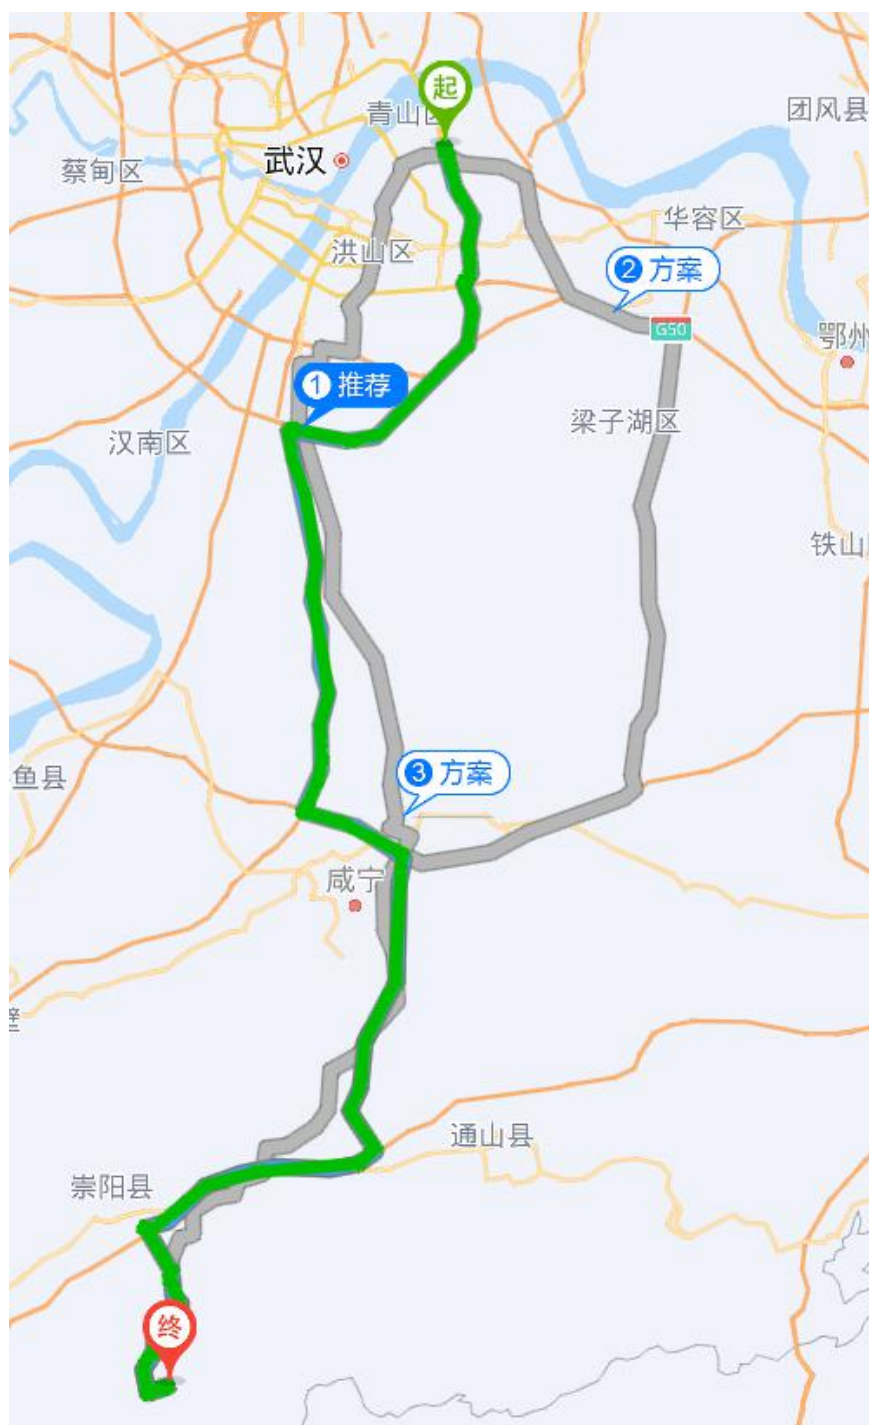 起
青山区
团风县
武汉
蔡甸区
华容区
洪山区
2 方案
G50
鄂州
1 推荐
梁子湖区
汉南区
铁山
3 方案
鱼县
咸宁
壁
通山县
崇阳县
终